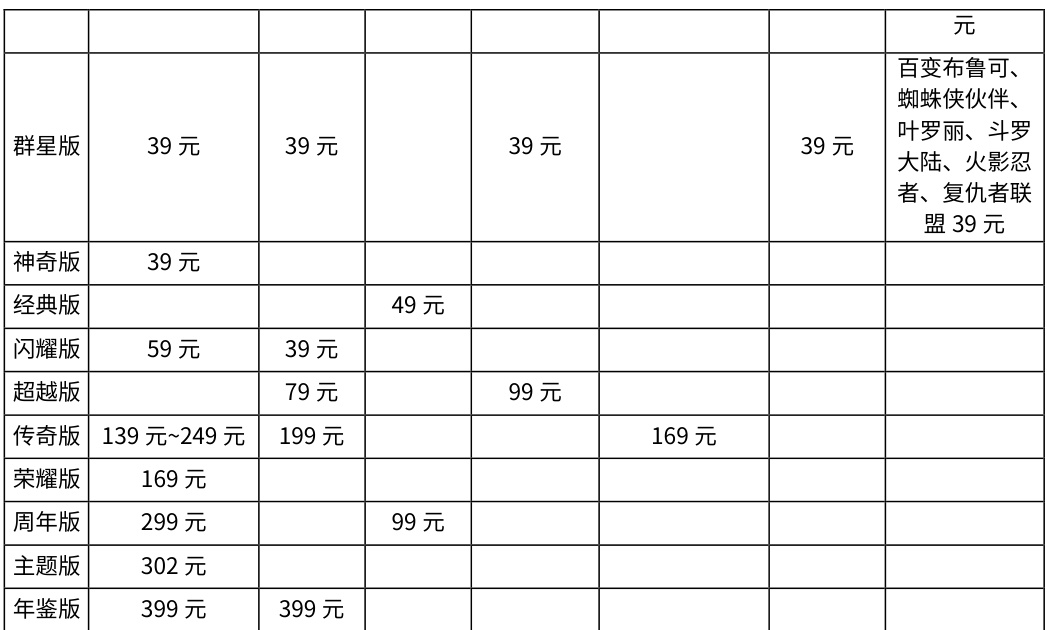 元
群星版 39 元 39 元 39 元 39 元 百变布鲁可、
蜘蛛侠伙伴、
叶罗丽、斗罗
大陆、火影忍
者、复仇者联
盟 39 元
神奇版 39 元
经典版 49 元
闪耀版 59 元 39 元
超越版 79 元 99 元
传奇版 139 元~249 元 199 元 169 元
荣耀版 169 元
周年版 299 元 99 元
主题版 302 元
年鉴版 399 元 399 元